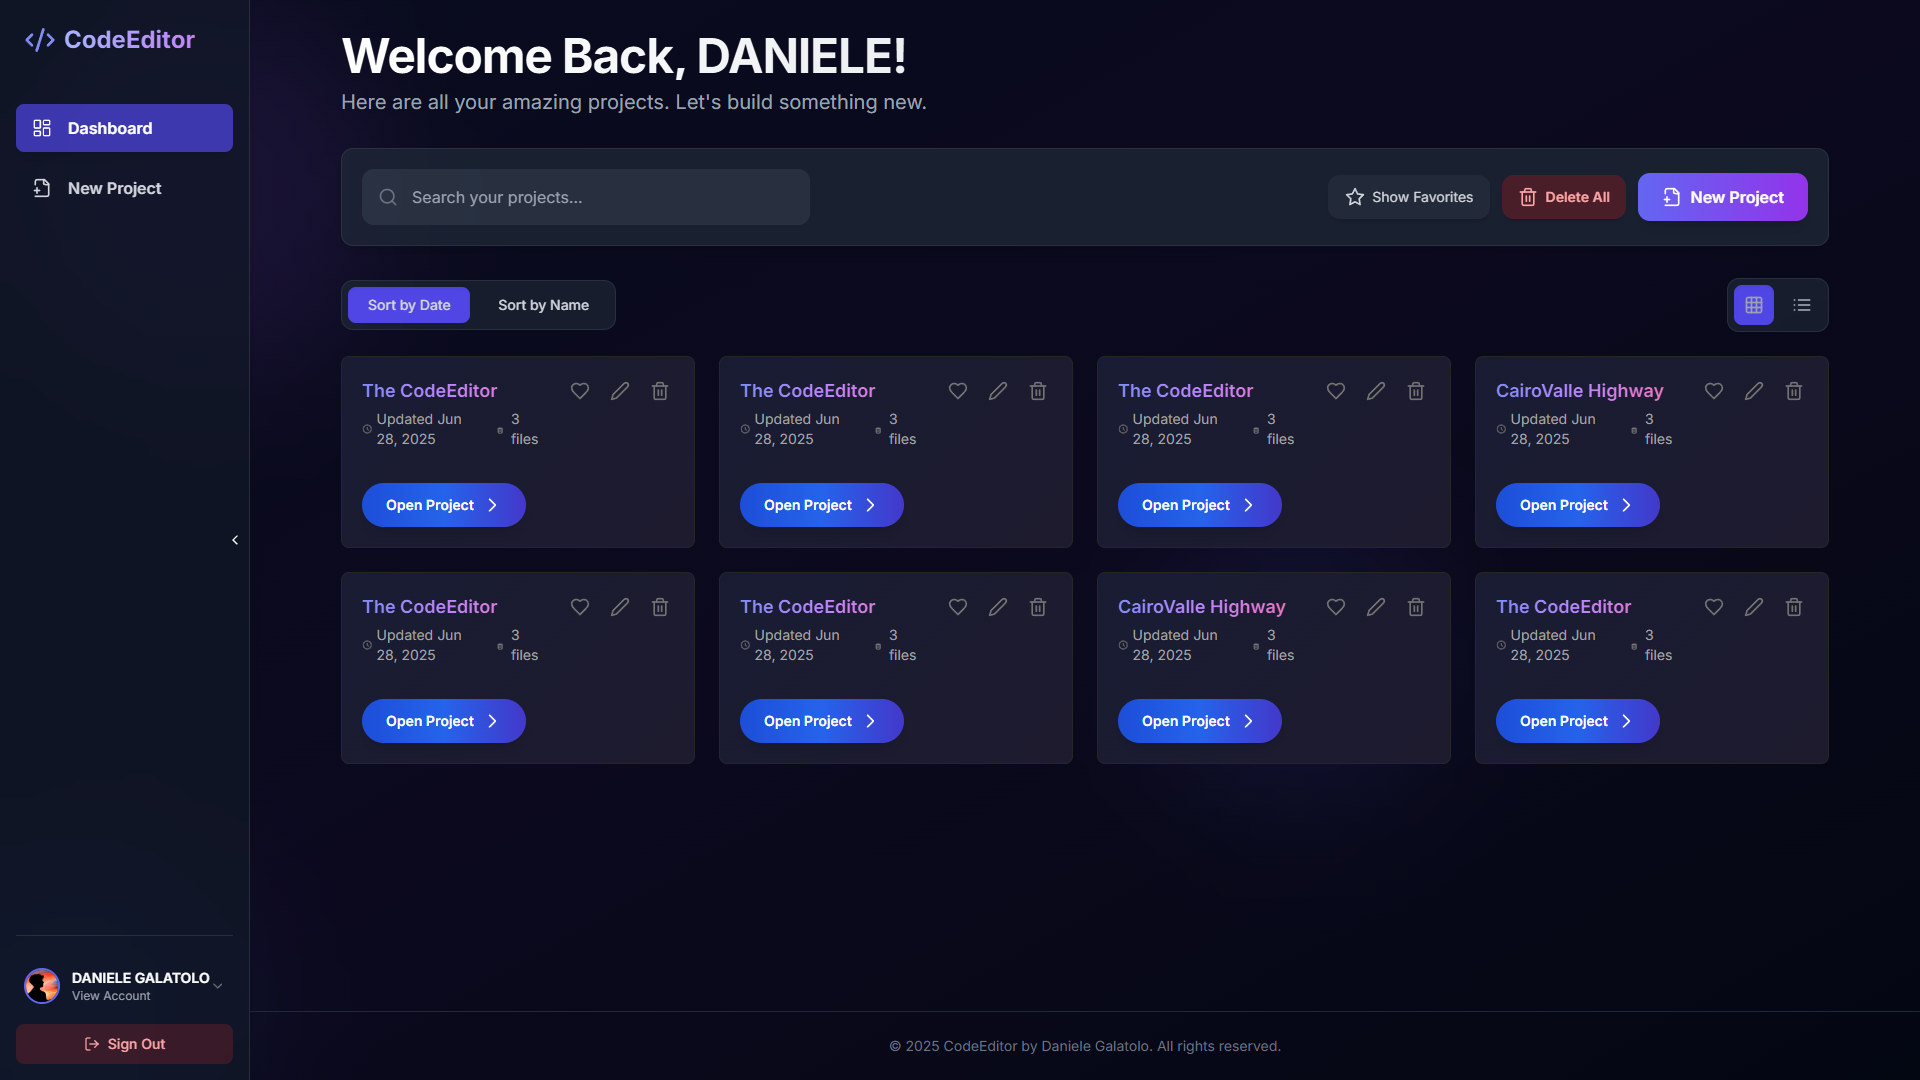 CodeEditor
Dashboard
New Project
DANIELE GALATOLO
View Account
Sign Out
Welcome Back, DANIELE!
Here are all your amazing projects. Let's build something new.
Search your projects...
Show Favorites
Delete All
New Project
Sort by Date
Sort by Name
The CodeEditor
Updated Jun
28, 2025
3
files
Open Project
The CodeEditor
Updated Jun
28, 2025
3
files
Open Project
The CodeEditor
Updated Jun
28, 2025
3
files
Open Project
CairoValle Highway
Updated Jun
28, 2025
3
files
Open Project
The CodeEditor
Updated Jun
28, 2025
3
files
Open Project
The CodeEditor
Updated Jun
28, 2025
3
files
Open Project
CairoValle Highway
Updated Jun
28, 2025
3
files
Open Project
The CodeEditor
Updated Jun
28, 2025
3
files
Open Project
© 2025 CodeEditor by Daniele Galatolo. All rights reserved.